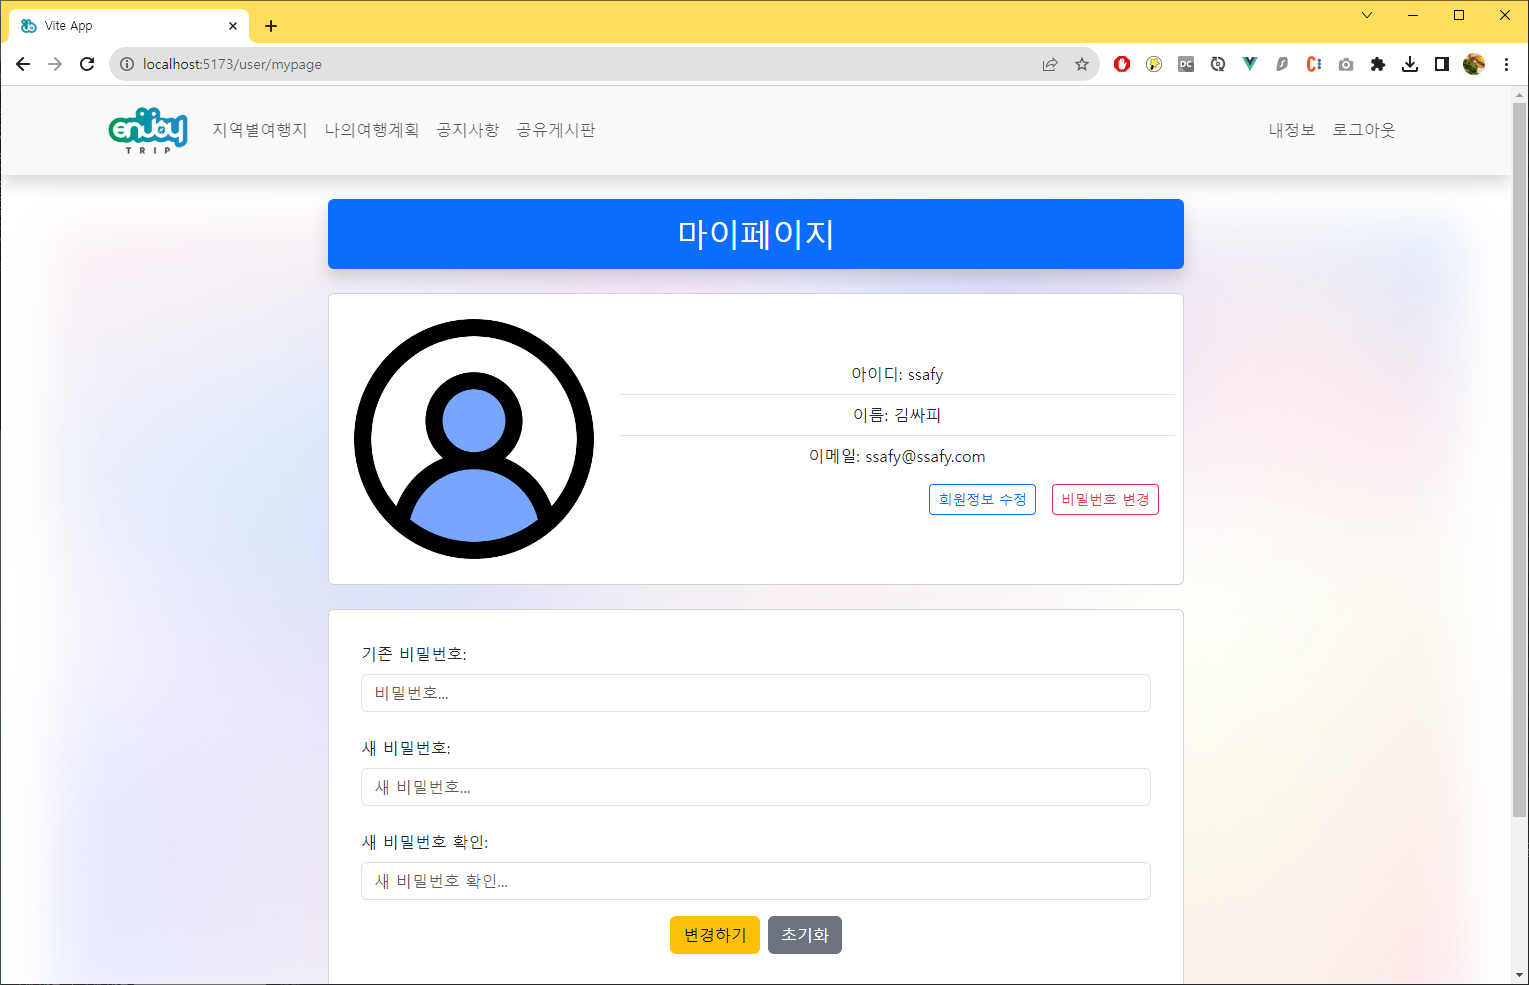 Vite App
localhost:5173/user/mypage
enjoy TRIP
지역별여행지 나의여행계획 공지사항 공유게시판 내정보 로그아웃
마이페이지
아이디: ssafy
이름: 김싸피
이메일: ssafy@ssafy.com
회원정보 수정 비밀번호 변경
기존 비밀번호:
비밀번호...
새 비밀번호:
새 비밀번호...
새 비밀번호 확인:
새 비밀번호 확인...
변경하기 초기화